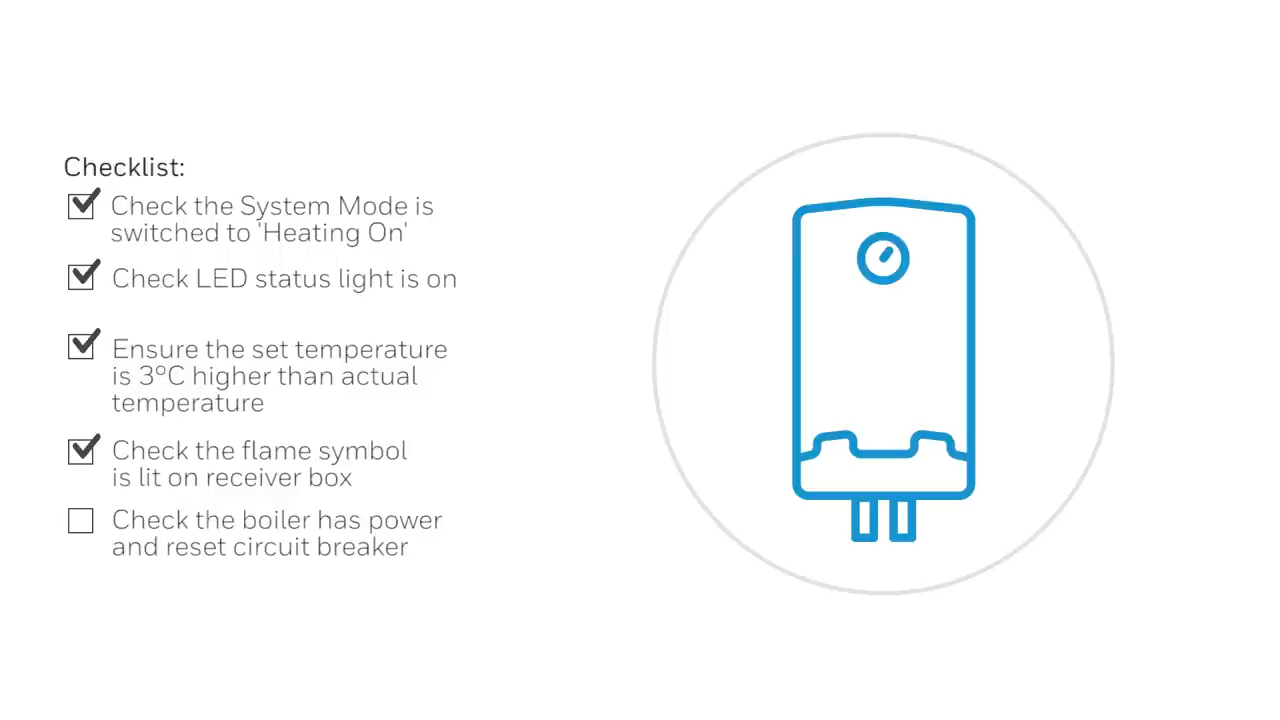 Checklist:
Check the System Mode is
switched to 'Heating On'
Check LED status light is on
Ensure the set temperature
is 3°C higher than actual
temperature
Check the flame symbol
is lit on receiver box
Check the boiler has power
and reset circuit breaker